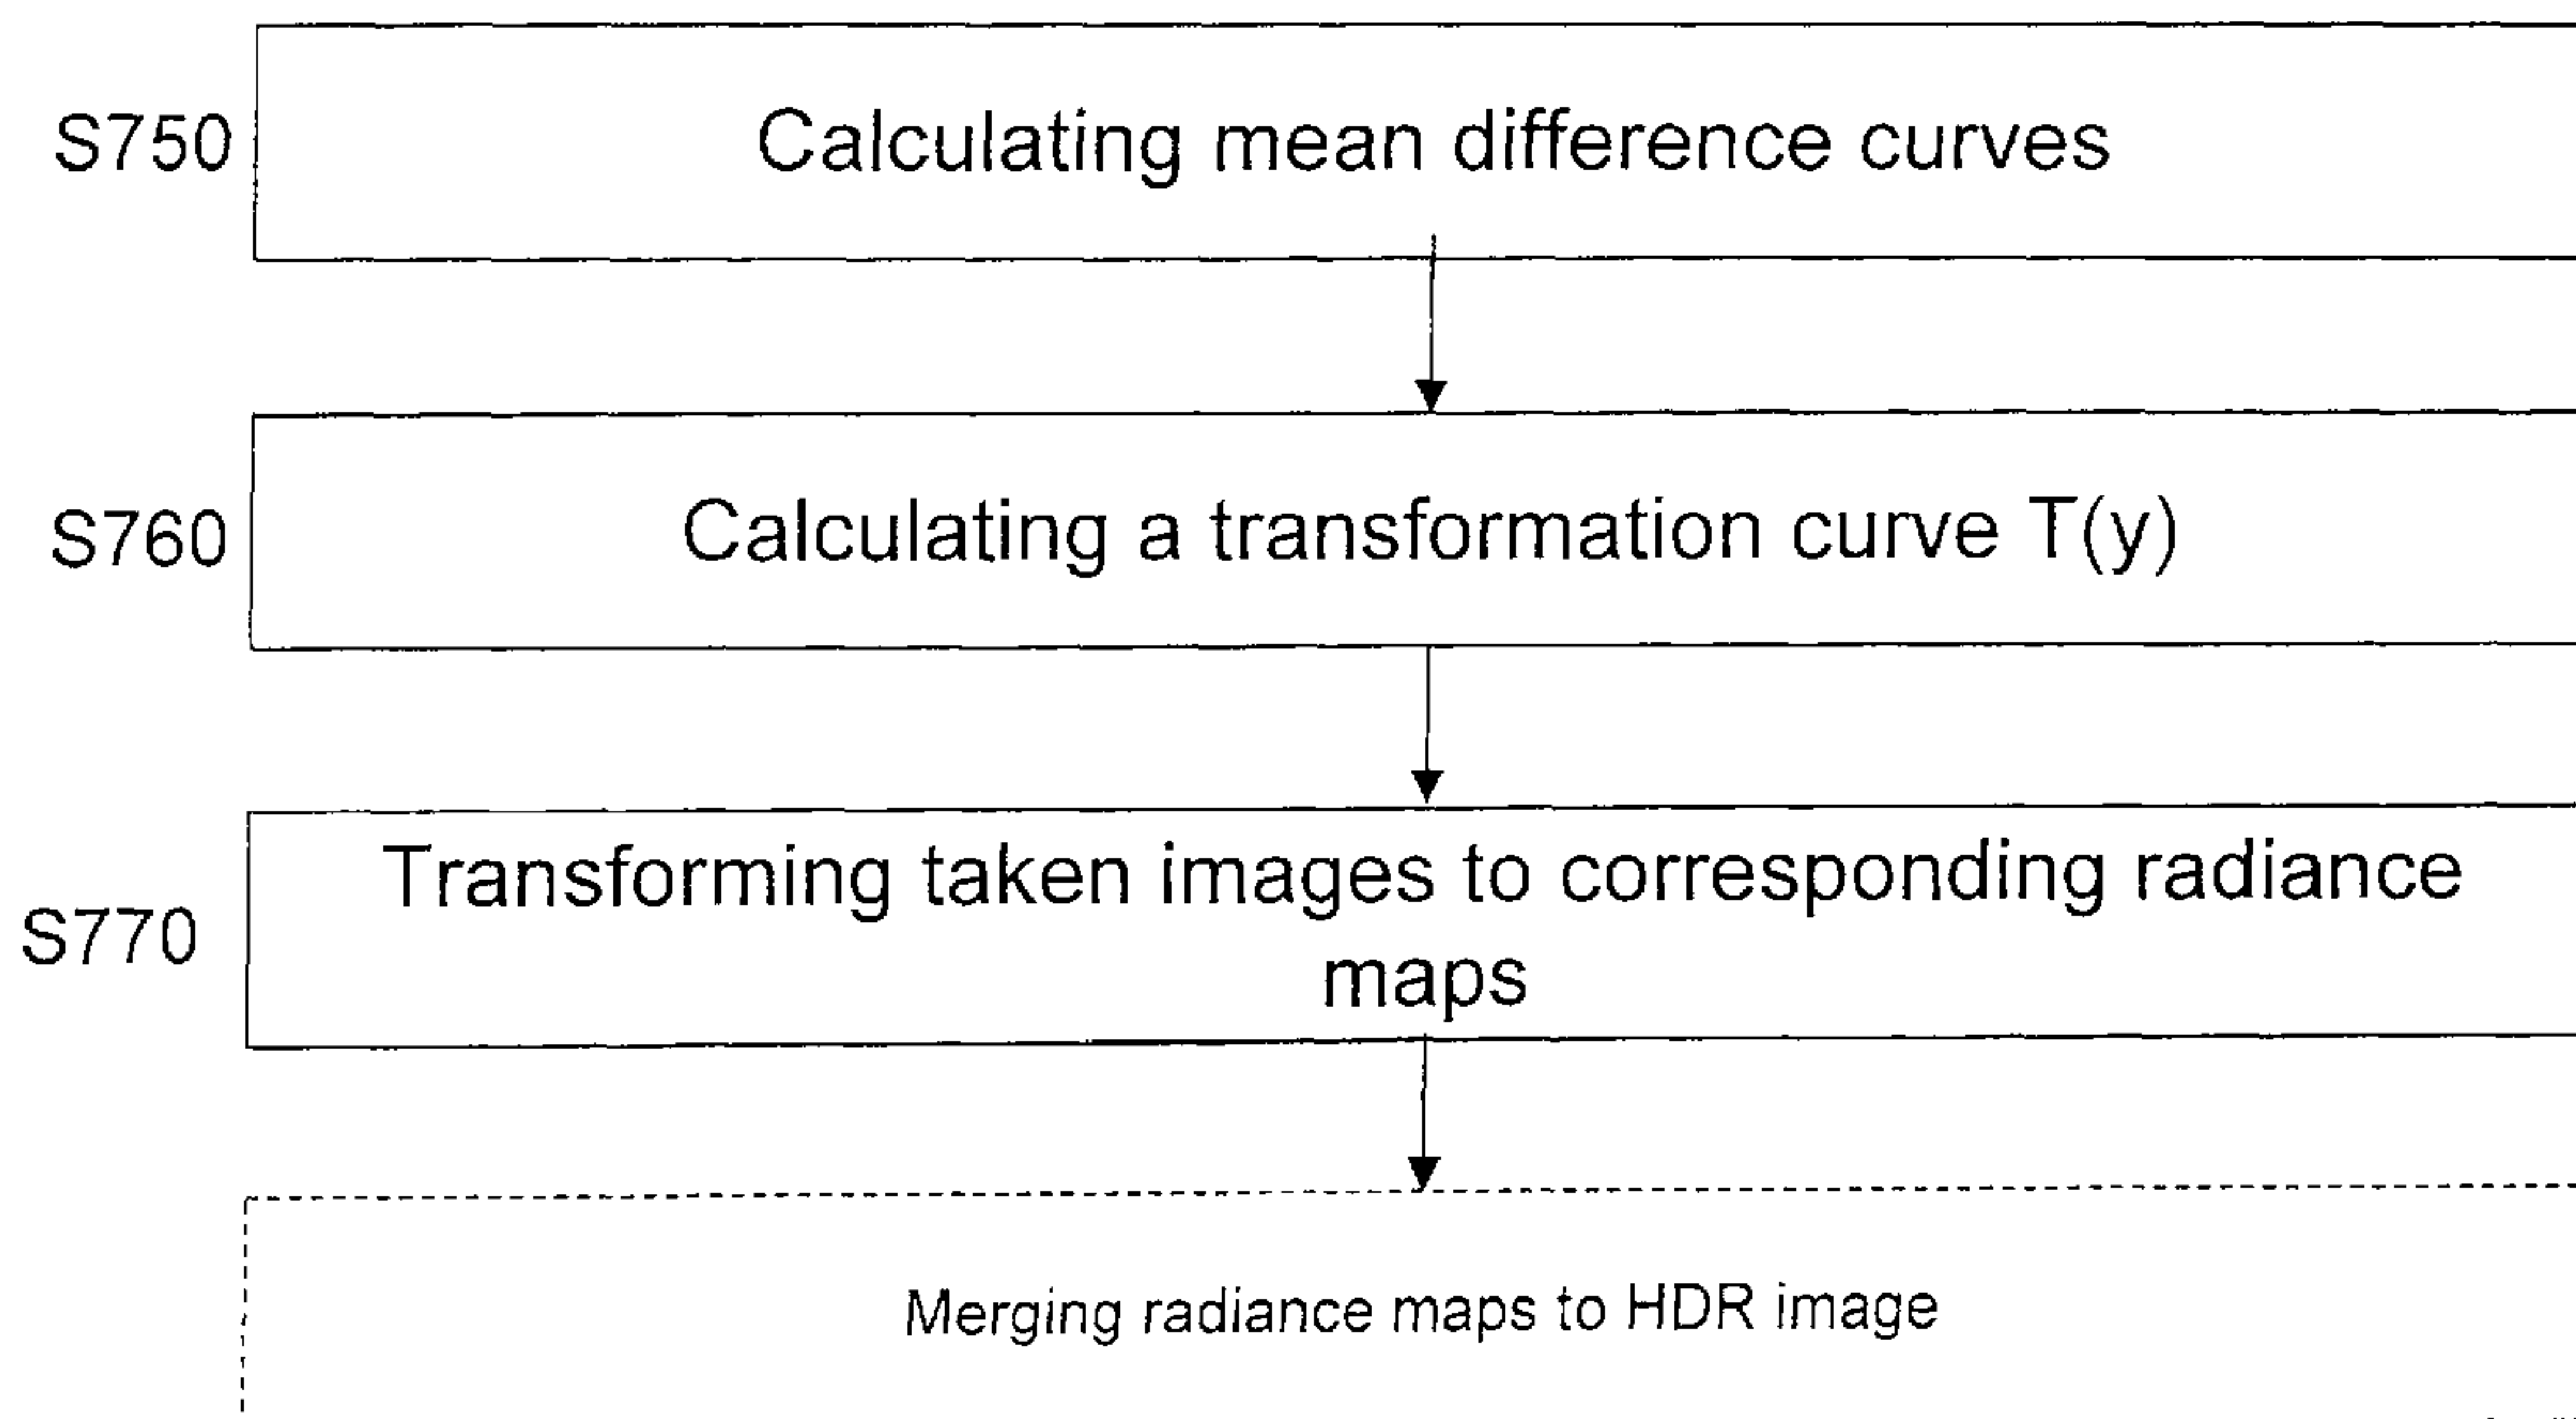 S750
Calculating mean difference curves
S760
Calculating a transformation curve T(y)
S770
Transforming taken images to corresponding radiance
maps
Merging radiance maps to HDR image